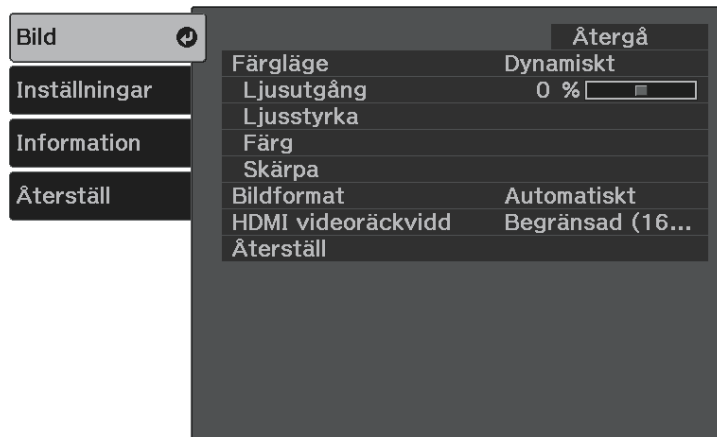 Bild
Inställningar
Information
Återställ
Återgå
Färgläge Dynamiskt
Ljusutgång 0 %
Ljusstyrka
Färg
Skärpa
Bildformat Automatiskt
HDMI videoräckvidd Begränsad (16...
Återställ